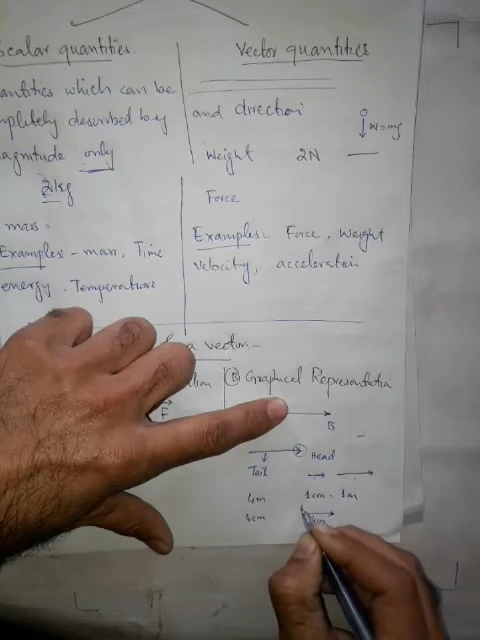 Scalar quantities.
Vector quantities
antities which can be
mpletely described by
and direction
W=mg
agnitude only
Weight 2N
21kg
Force
mass =
Examples - mass, Time
Examples:- Force, Weight
velocity, acceleration
energy. Temperature
a vector:-
B Graphical Representation
F
B
Tail
Head
4m
1cm = 1m
4cm